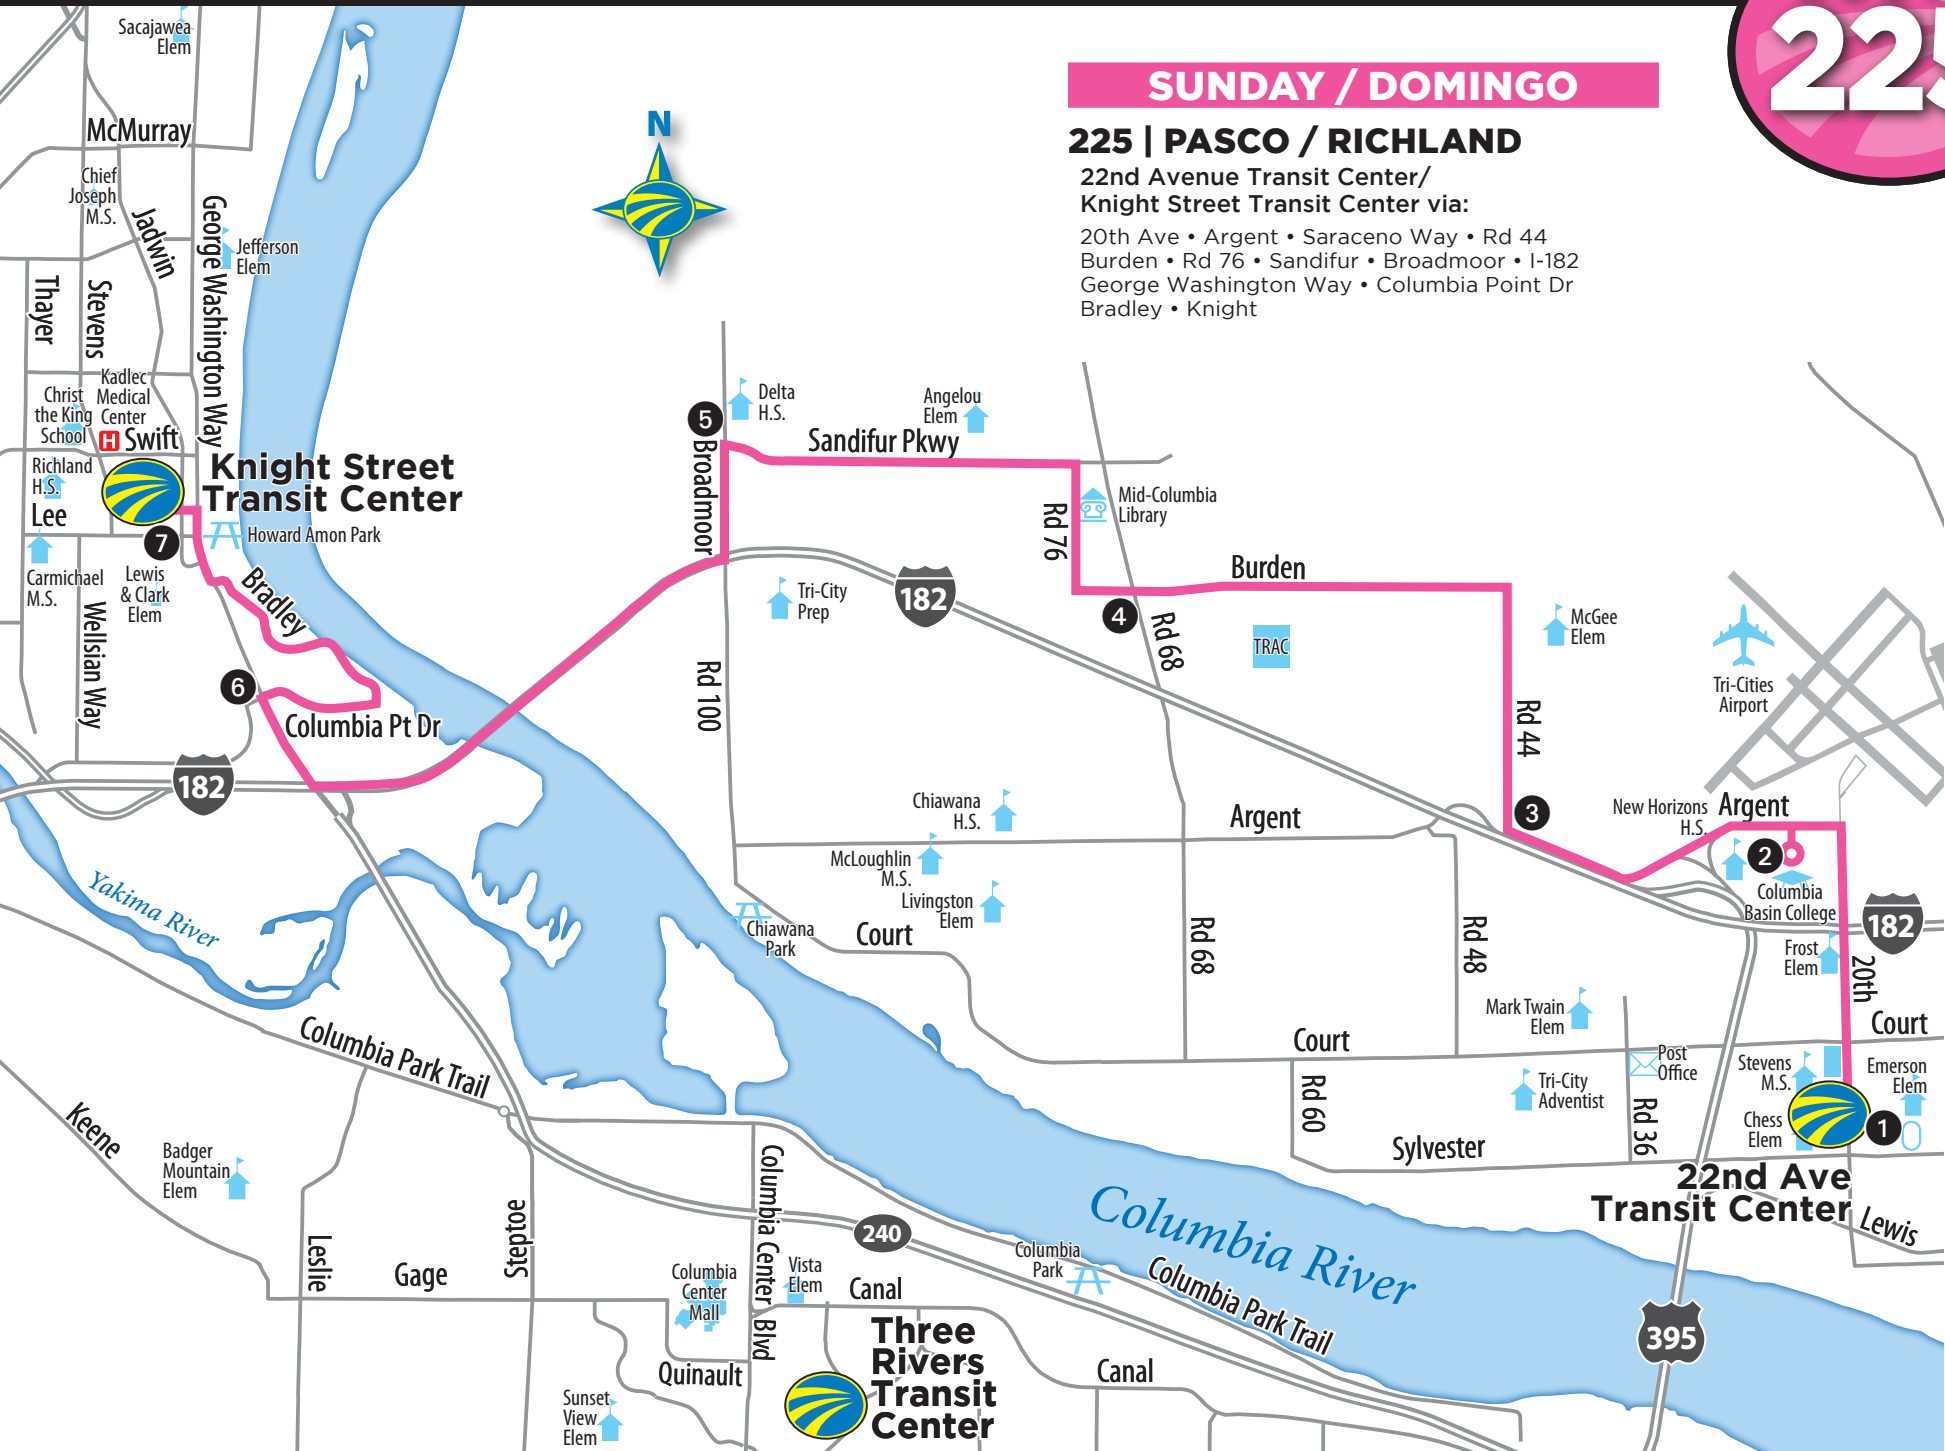 225
SUNDAY / DOMINGO
225 | PASCO / RICHLAND
22nd Avenue Transit Center/
Knight Street Transit Center via:
20th Ave • Argent • Saraceno Way • Rd 44
Burden • Rd 76 • Sandifur • Broadmoor • I-182
George Washington Way • Columbia Point Dr
Bradley • Knight
N
Sacajawea
Elem
McMurray
Chief
Joseph
M.S.
Jadwin
George Washington Way
Jefferson
Elem
Thayer
Stevens
Kadlec
Medical
Center
Christ
the King
School
H
Swift
Richland
H.S.
Knight Street
Transit Center
Lee
7
Howard Amon Park
Carmichael
M.S.
Lewis
& Clark
Elem
Bradley
Wellsian Way
6
Columbia Pt Dr
182
5
Delta
H.S.
Angelou
Elem
Broadmoor
Sandifur Pkwy
Rd 76
Mid-Columbia
Library
Burden
182
Tri-City
Prep
4
Rd 68
TRAC
McGee
Elem
Tri-Cities
Airport
Rd 100
Rd 44
3
New Horizons
H.S.
Argent
2
Columbia
Basin College
182
Chiawana
H.S.
Argent
McLoughlin
M.S.
Livingston
Elem
Chiawana
Park
Court
Rd 68
Rd 48
Frost
Elem
20th
Mark Twain
Elem
Court
Court
Post
Office
Stevens
M.S.
Emerson
Elem
Rd 60
Tri-City
Adventist
Rd 36
Chess
Elem
1
Sylvester
22nd Ave
Transit Center
Lewis
Yakima River
Columbia Park Trail
Keene
Badger
Mountain
Elem
Leslie
Gage
Steptoe
Columbia Center Blvd
240
Columbia
Center
Mall
Vista
Elem
Canal
Columbia
Park
Columbia River
Columbia Park Trail
395
Three
Rivers
Transit
Center
Quinault
Canal
Sunset
View
Elem